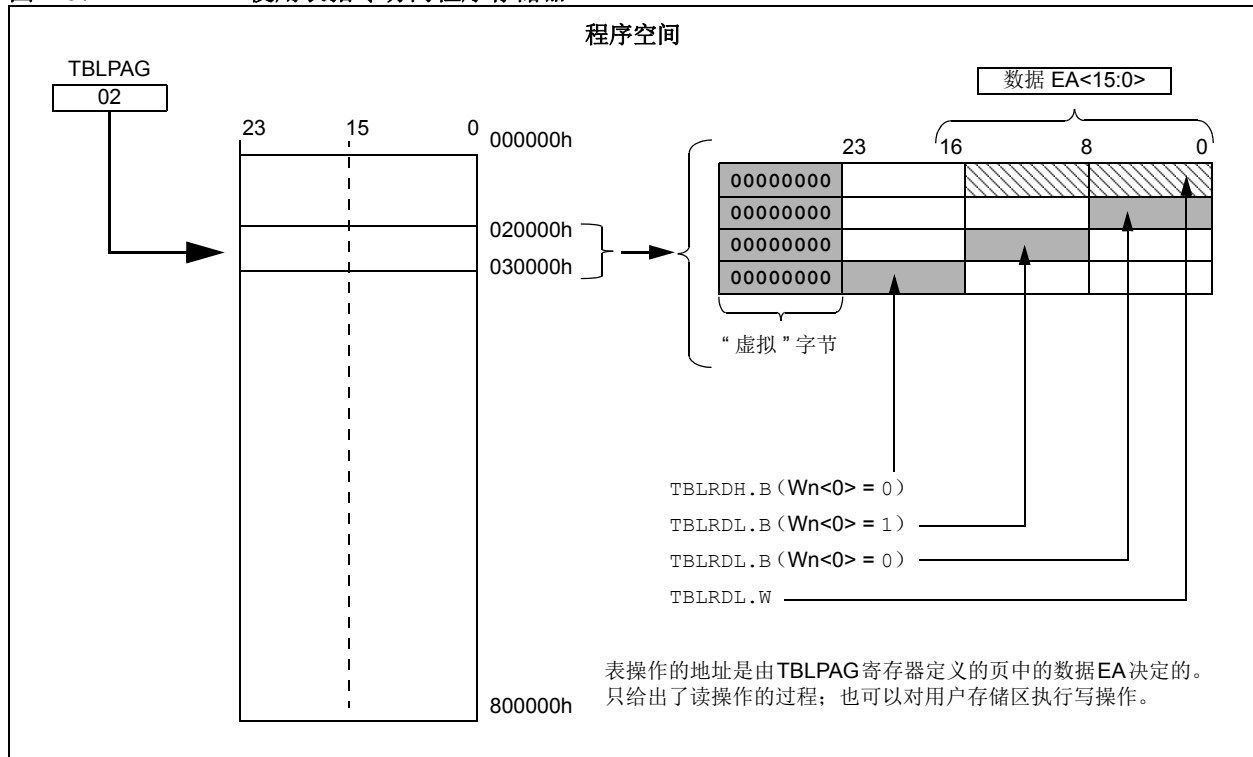 程序空间
TBLPAG
02
数据 EA<15:0>
23 15 0
000000h
020000h
030000h
800000h
23 16 8 0
00000000
00000000
00000000
00000000
“ 虚拟 ” 字节
TBLRDH.B（Wn<0> = 0）
TBLRDL.B（Wn<0> = 1）
TBLRDL.B（Wn<0> = 0）
TBLRDL.W
表操作的地址是由TBLPAG寄存器定义的页中的数据EA决定的。
只给出了读操作的过程；也可以对用户存储区执行写操作。